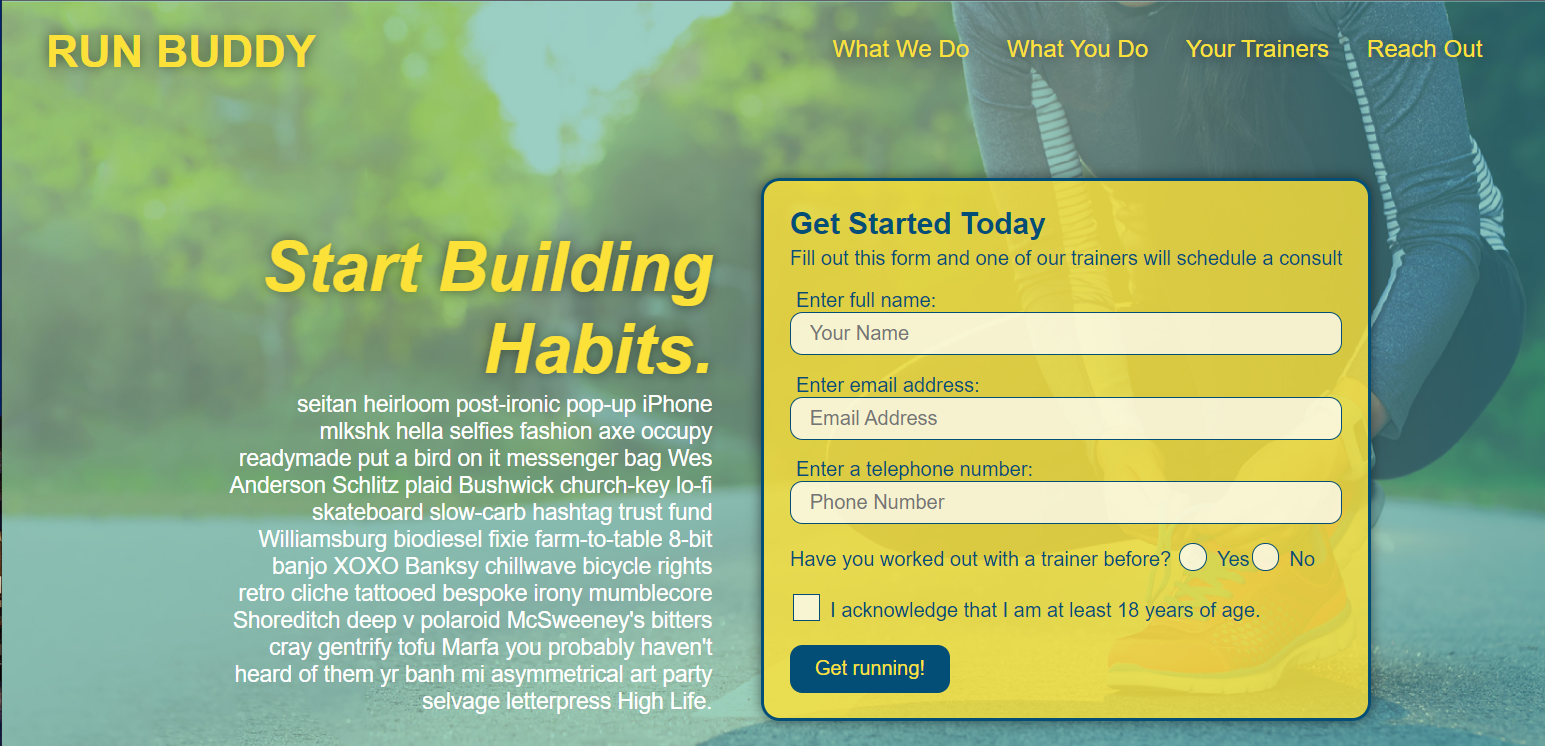 RUN BUDDY
What We Do
What You Do
Your Trainers
Reach Out
Start Building
Habits.
seitan heirloom post-ironic pop-up iPhone
mlkshk hella selfies fashion axe occupy
readymade put a bird on it messenger bag Wes
Anderson Schlitz plaid Bushwick church-key lo-fi
skateboard slow-carb hashtag trust fund
Williamsburg biodiesel fixie farm-to-table 8-bit
banjo XOXO Banksy chillwave bicycle rights
retro cliche tattooed bespoke irony mumblecore
Shoreditch deep v polaroid McSweeney's bitters
cray gentrify tofu Marfa you probably haven't
heard of them yr banh mi asymmetrical art party
selvage letterpress High Life.
Get Started Today
Fill out this form and one of our trainers will schedule a consult
Enter full name:
Your Name
Enter email address:
Email Address
Enter a telephone number:
Phone Number
Have you worked out with a trainer before? Yes No
I acknowledge that I am at least 18 years of age.
Get running!